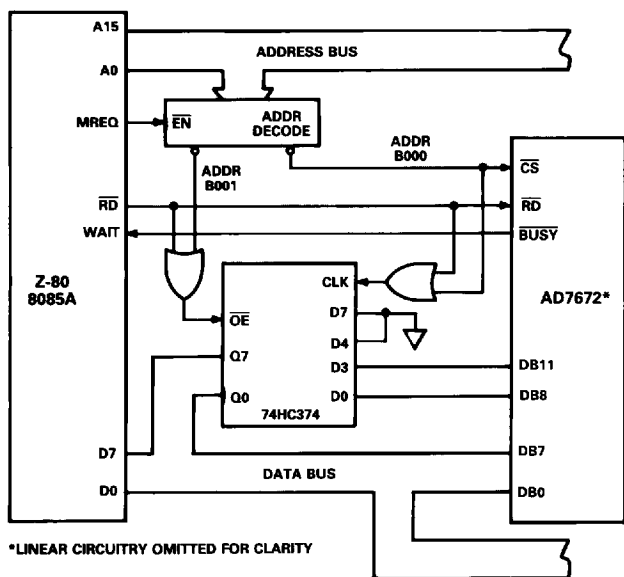 A15
ADDRESS BUS
A0
MREQ
EN
ADDR
DECODE
ADDR
B001
ADDR
B000
CS
RD
RD
WAIT
BUSY
Z-80
8085A
CLK
OE
D7
D4
Q7
D3
Q0
D0
74HC374
AD7672*
DB11
DB8
DB7
DB0
D7
D0
DATA BUS
*LINEAR CIRCUITRY OMITTED FOR CLARITY